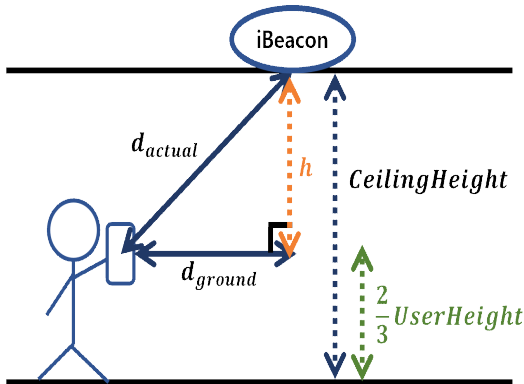 iBeacon
d_actual
h
CeilingHeight
d_ground
2/3 UserHeight